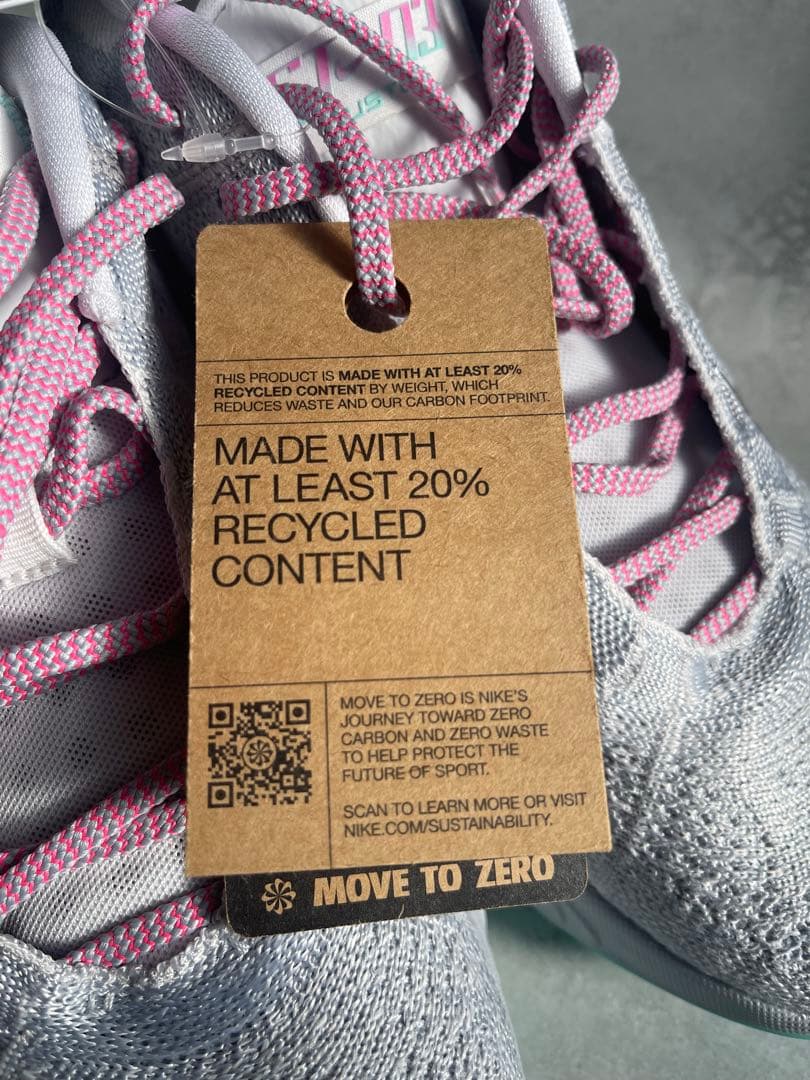 THIS PRODUCT IS MADE WITH AT LEAST 20%
RECYCLED CONTENT BY WEIGHT, WHICH
REDUCES WASTE AND OUR CARBON FOOTPRINT.
MADE WITH
AT LEAST 20%
RECYCLED
CONTENT
MOVE TO ZERO IS NIKE'S
JOURNEY TOWARD ZERO
CARBON AND ZERO WASTE
TO HELP PROTECT THE
FUTURE OF SPORT.
SCAN TO LEARN MORE OR VISIT
NIKE.COM/SUSTAINABILITY.
MOVE TO ZERO